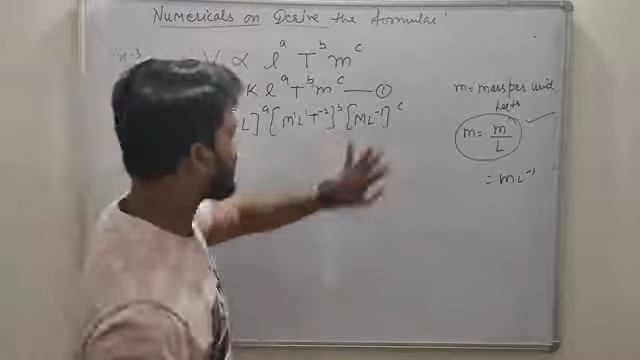 Numericals on Derive the formulae'
V ∝ l^a T^b m^c
K l^a T^b m^c —— ①
L]^a [M^1 L^1 T^-2]^b [ML^-1]^c
m = mass per unit
m = m/L
= ML^-1